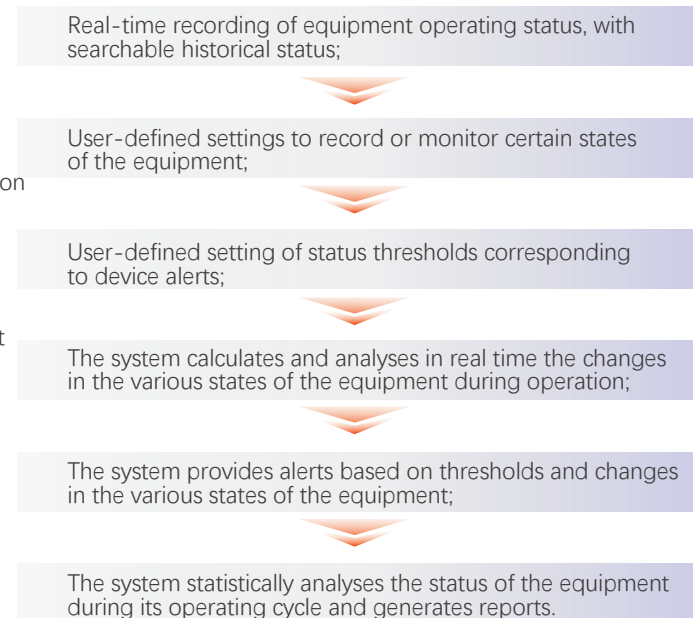 Real-time recording of equipment operating status, with
searchable historical status;
User-defined settings to record or monitor certain states
of the equipment;
on
User-defined setting of status thresholds corresponding
to device alerts;
t
The system calculates and analyses in real time the changes
in the various states of the equipment during operation;
The system provides alerts based on thresholds and changes
in the various states of the equipment;
The system statistically analyses the status of the equipment
during its operating cycle and generates reports.